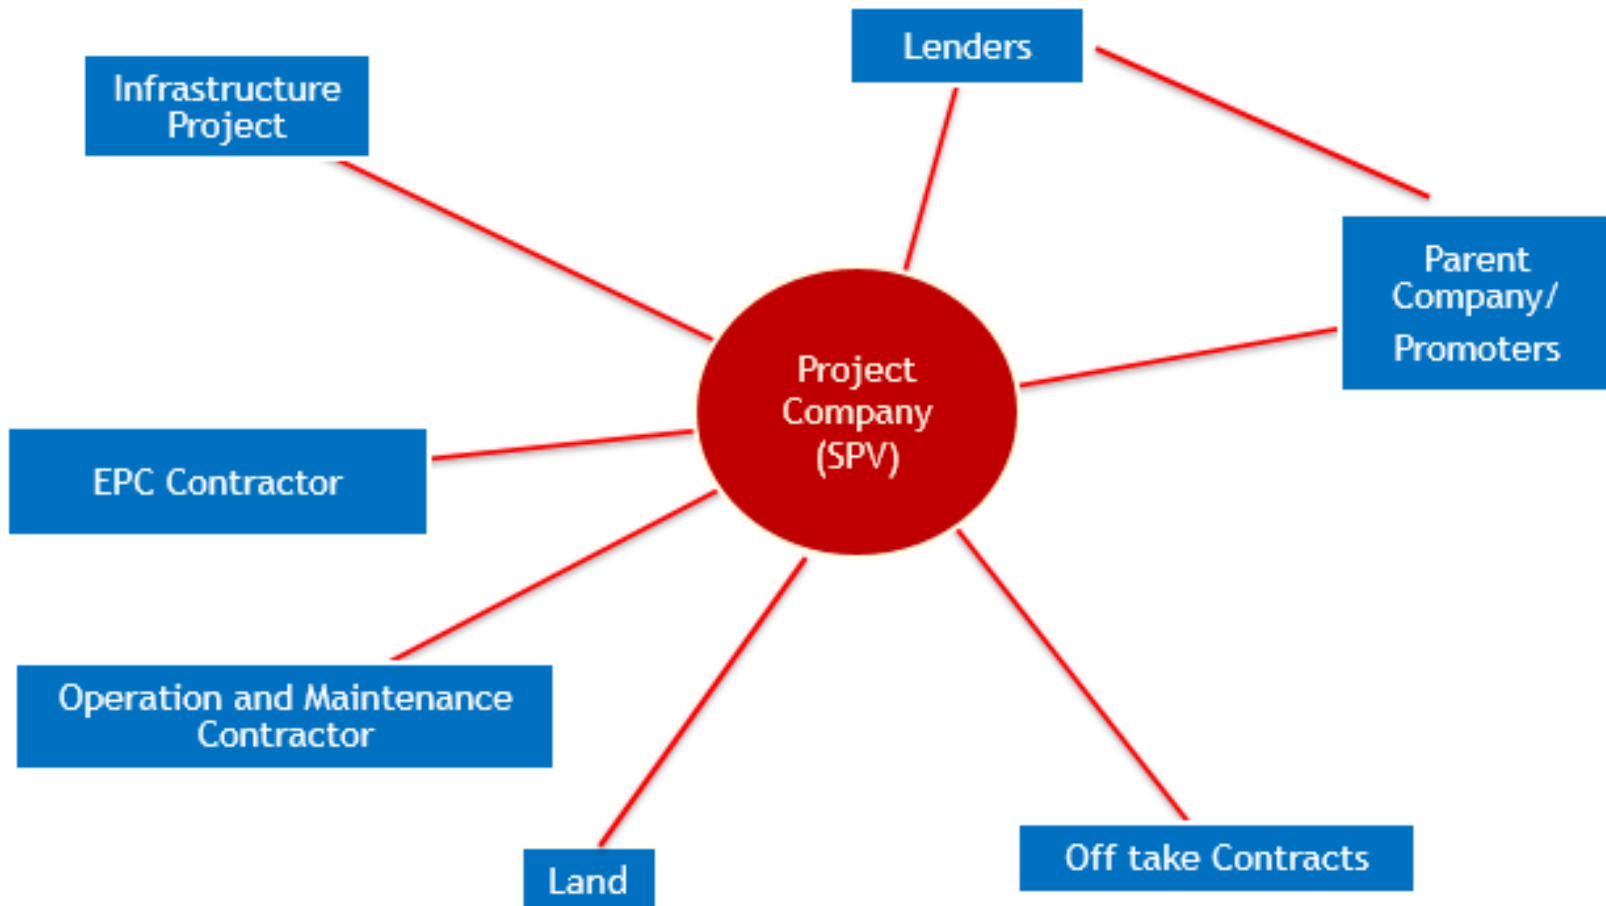 Lenders
Infrastructure
Project
Parent
Company/
Promoters
Project
Company
(SPV)
EPC Contractor
Operation and Maintenance
Contractor
Off take Contracts
Land